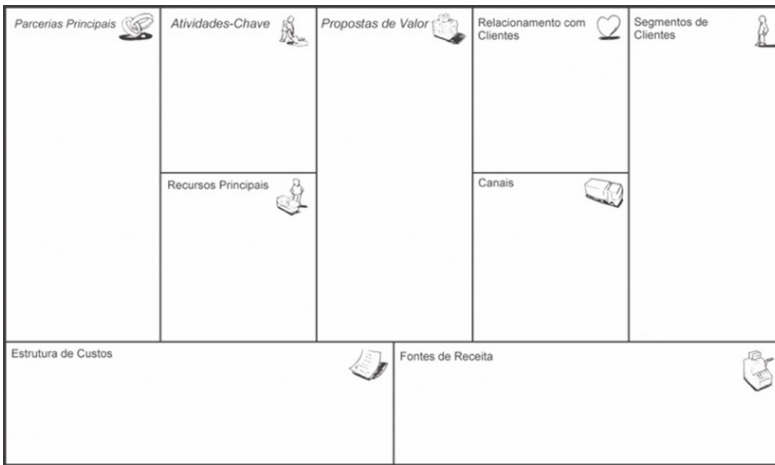 Parcerias Principais
Atividades-Chave
Propostas de Valor
Relacionamento com
Clientes
Segmentos de
Clientes
Recursos Principais
Canais
Estrutura de Custos
Fontes de Receita